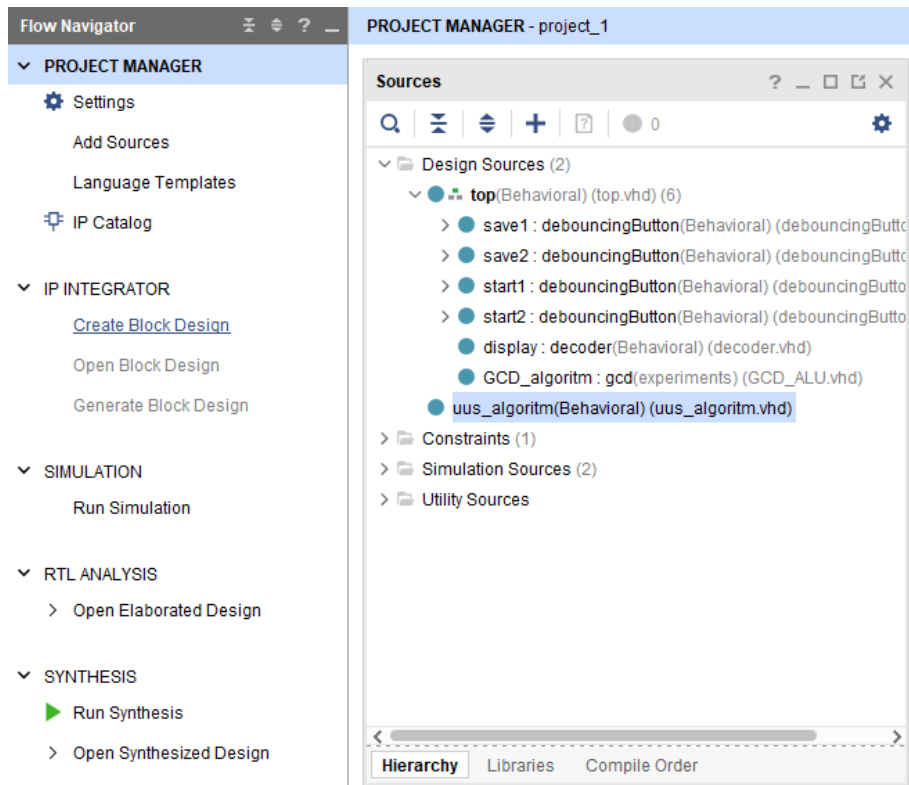 Flow Navigator
PROJECT MANAGER
Settings
Add Sources
Language Templates
IP Catalog
IP INTEGRATOR
Create Block Design
Open Block Design
Generate Block Design
SIMULATION
Run Simulation
RTL ANALYSIS
Open Elaborated Design
SYNTHESIS
Run Synthesis
Open Synthesized Design
PROJECT MANAGER - project_1
Sources
0
Design Sources (2)
top(Behavioral) (top.vhd) (6)
save1 : debouncingButton(Behavioral) (debouncingButto
save2 : debouncingButton(Behavioral) (debouncingButto
start1 : debouncingButton(Behavioral) (debouncingButto
start2 : debouncingButton(Behavioral) (debouncingButto
display : decoder(Behavioral) (decoder.vhd)
GCD_algoritm : gcd(experiments) (GCD_ALU.vhd)
uus_algoritm(Behavioral) (uus_algoritm.vhd)
Constraints (1)
Simulation Sources (2)
Utility Sources
Hierarchy Libraries Compile Order